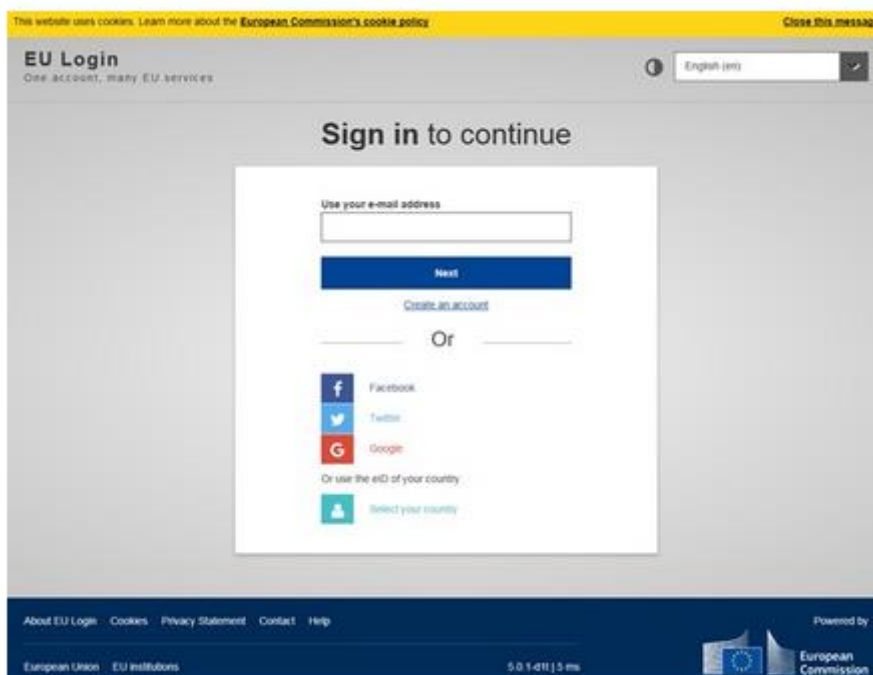 This website uses cookies. Learn more about the European Commission's cookie policy
Close this messag
EU Login
One account, many EU services
English (en)
Sign in to continue
Use your e-mail address
Next
Create an account
Or
f Facebook
Twitter
G Google
Or use the eID of your country
Select your country
About EU Login Cookies Privacy Statement Contact Help
Powered by
European Union EU institutions
5 ms
European
Commission